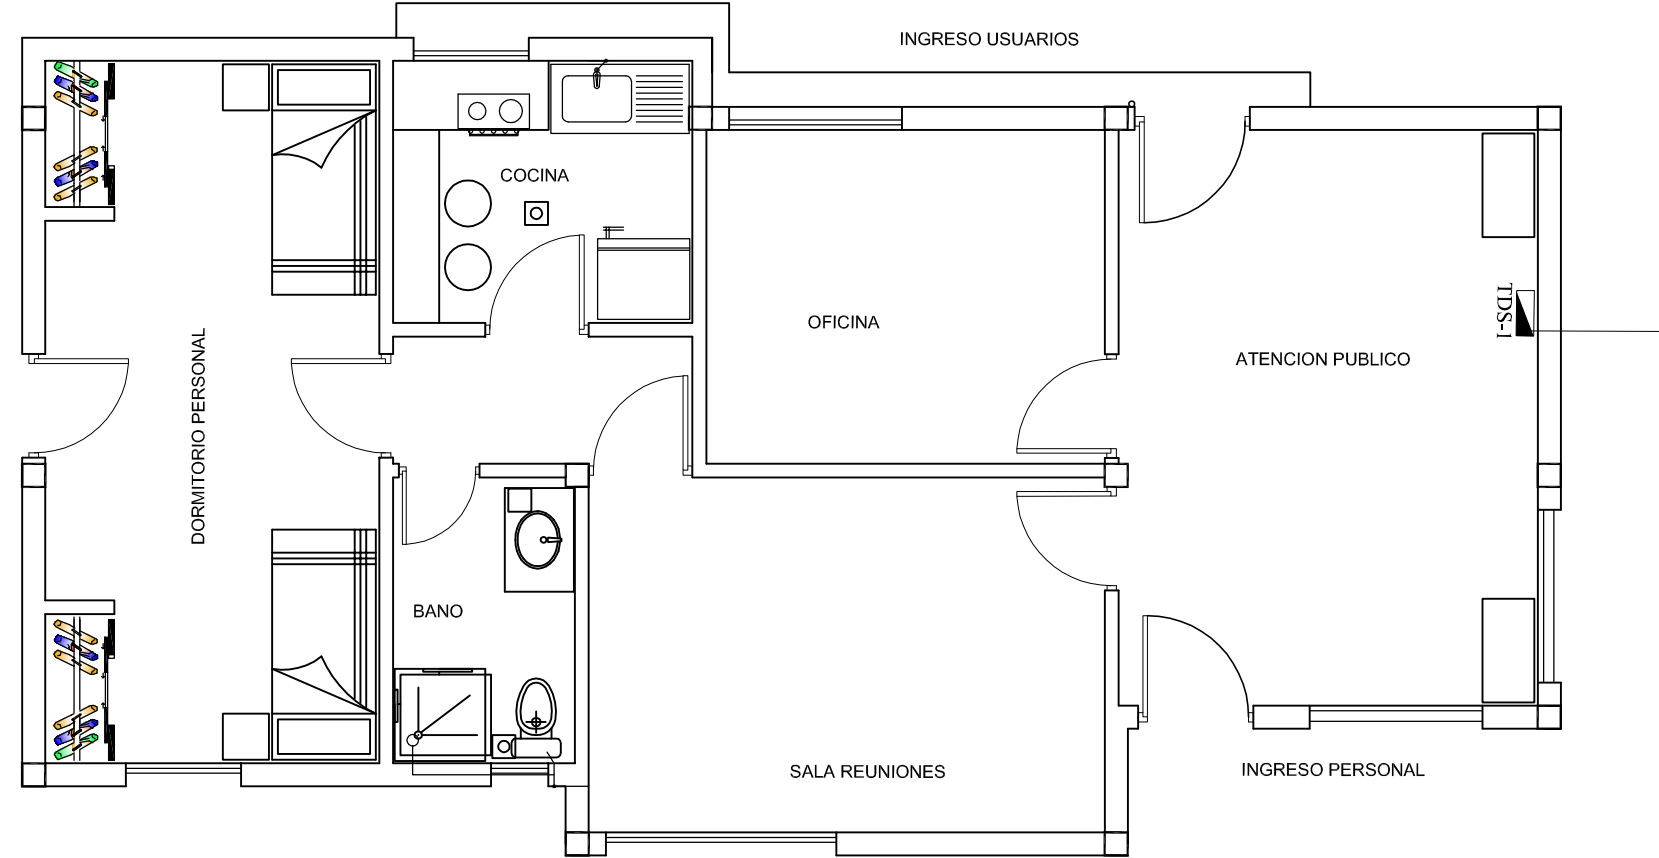 INGRESO USUARIOS
COCINA
OFICINA
ATENCION PUBLICO
TDS-1
DORMITORIO PERSONAL
BANO
SALA REUNIONES
INGRESO PERSONAL